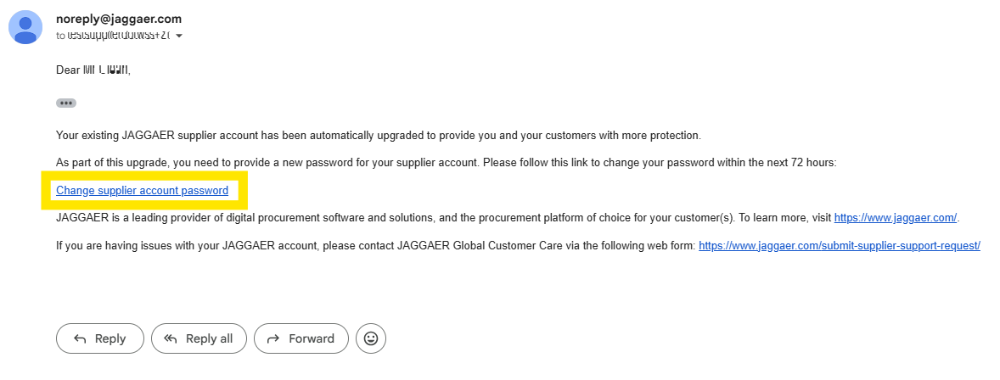 noreply@jaggaer.com
to
Dear
Your existing JAGGAER supplier account has been automatically upgraded to provide you and your customers with more protection.
As part of this upgrade, you need to provide a new password for your supplier account. Please follow this link to change your password within the next 72 hours:
Change supplier account password
JAGGAER is a leading provider of digital procurement software and solutions, and the procurement platform of choice for your customer(s). To learn more, visit https://www.jaggaer.com/.
If you are having issues with your JAGGAER account, please contact JAGGAER Global Customer Care via the following web form: https://www.jaggaer.com/submit-supplier-support-request/
Reply Reply all Forward